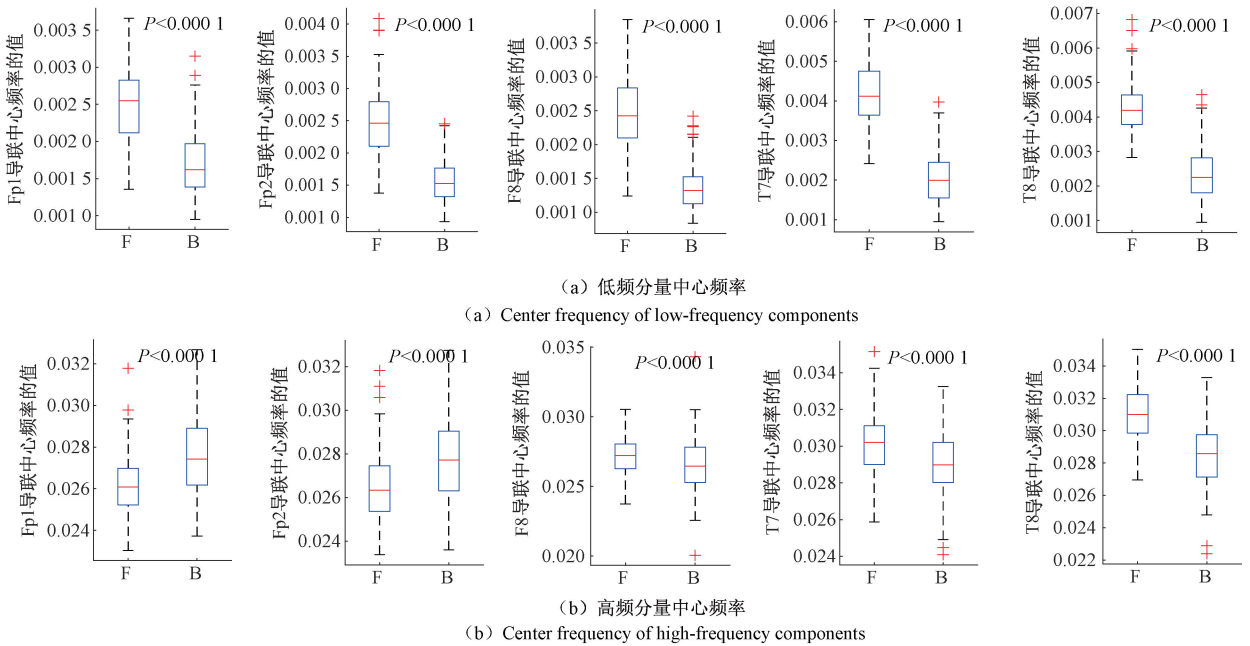 Fp1导联中心频率的值
0.003 5
0.003 0
0.002 5
0.002 0
0.001 5
0.001 0
P<0.000 1
F B
Fp2导联中心频率的值
0.004 0
0.003 5
0.003 0
0.002 5
0.002 0
0.001 5
0.001 0
P<0.000 1
F B
F8导联中心频率的值
0.003 5
0.003 0
0.002 5
0.001 5
0.001 0
P<0.000 1
F B
T7导联中心频率的值
0.006
0.005
0.004
0.003
0.002
0.001
P<0.000 1
F B
T8导联中心频率的值
0.007
0.006
0.005
0.004
0.003
0.002
0.001
P<0.000 1
F B
（a）低频分量中心频率
（a）Center frequency of low-frequency components
Fp1导联中心频率的值
0.032
0.030
0.028
0.026
0.024
P<0.000 1
F B
Fp2导联中心频率的值
0.032
0.030
0.028
0.026
0.024
P<0.000 1
F B
F8导联中心频率的值
0.035
0.030
0.025
0.020
P<0.000 1
F B
T7导联中心频率的值
0.034
0.032
0.030
0.028
0.026
0.024
P<0.000 1
F B
T8导联中心频率的值
0.034
0.032
0.030
0.028
0.026
0.024
0.022
P<0.000 1
F B
（b）高频分量中心频率
（b）Center frequency of high-frequency components